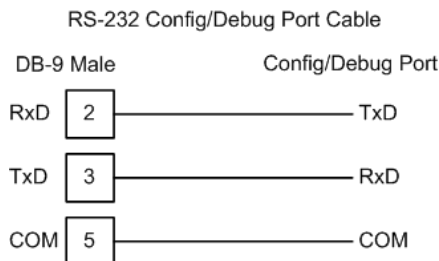 RS-232 Config/Debug Port Cable
DB-9 Male Config/Debug Port
RxD 2 TxD
TxD 3 RxD
COM 5 COM